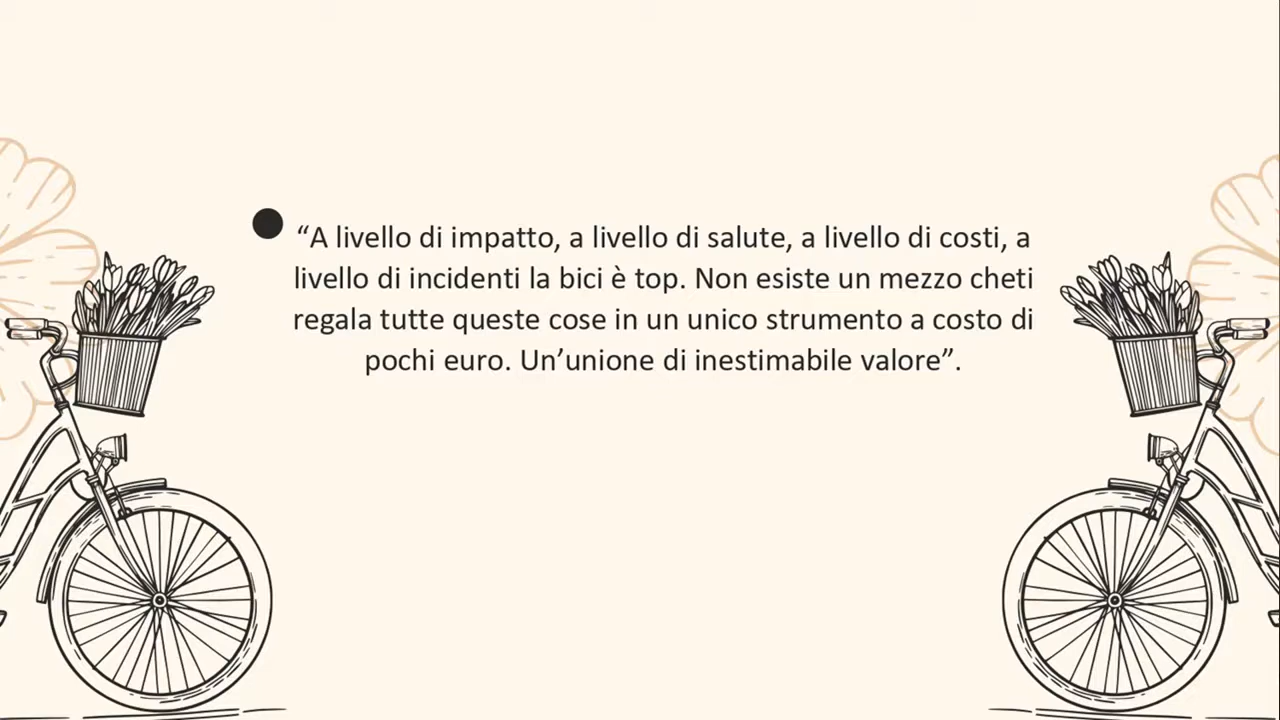 “A livello di impatto, a livello di salute, a livello di costi, a
livello di incidenti la bici è top. Non esiste un mezzo cheti
regala tutte queste cose in un unico strumento a costo di
pochi euro. Un’unione di inestimabile valore”.